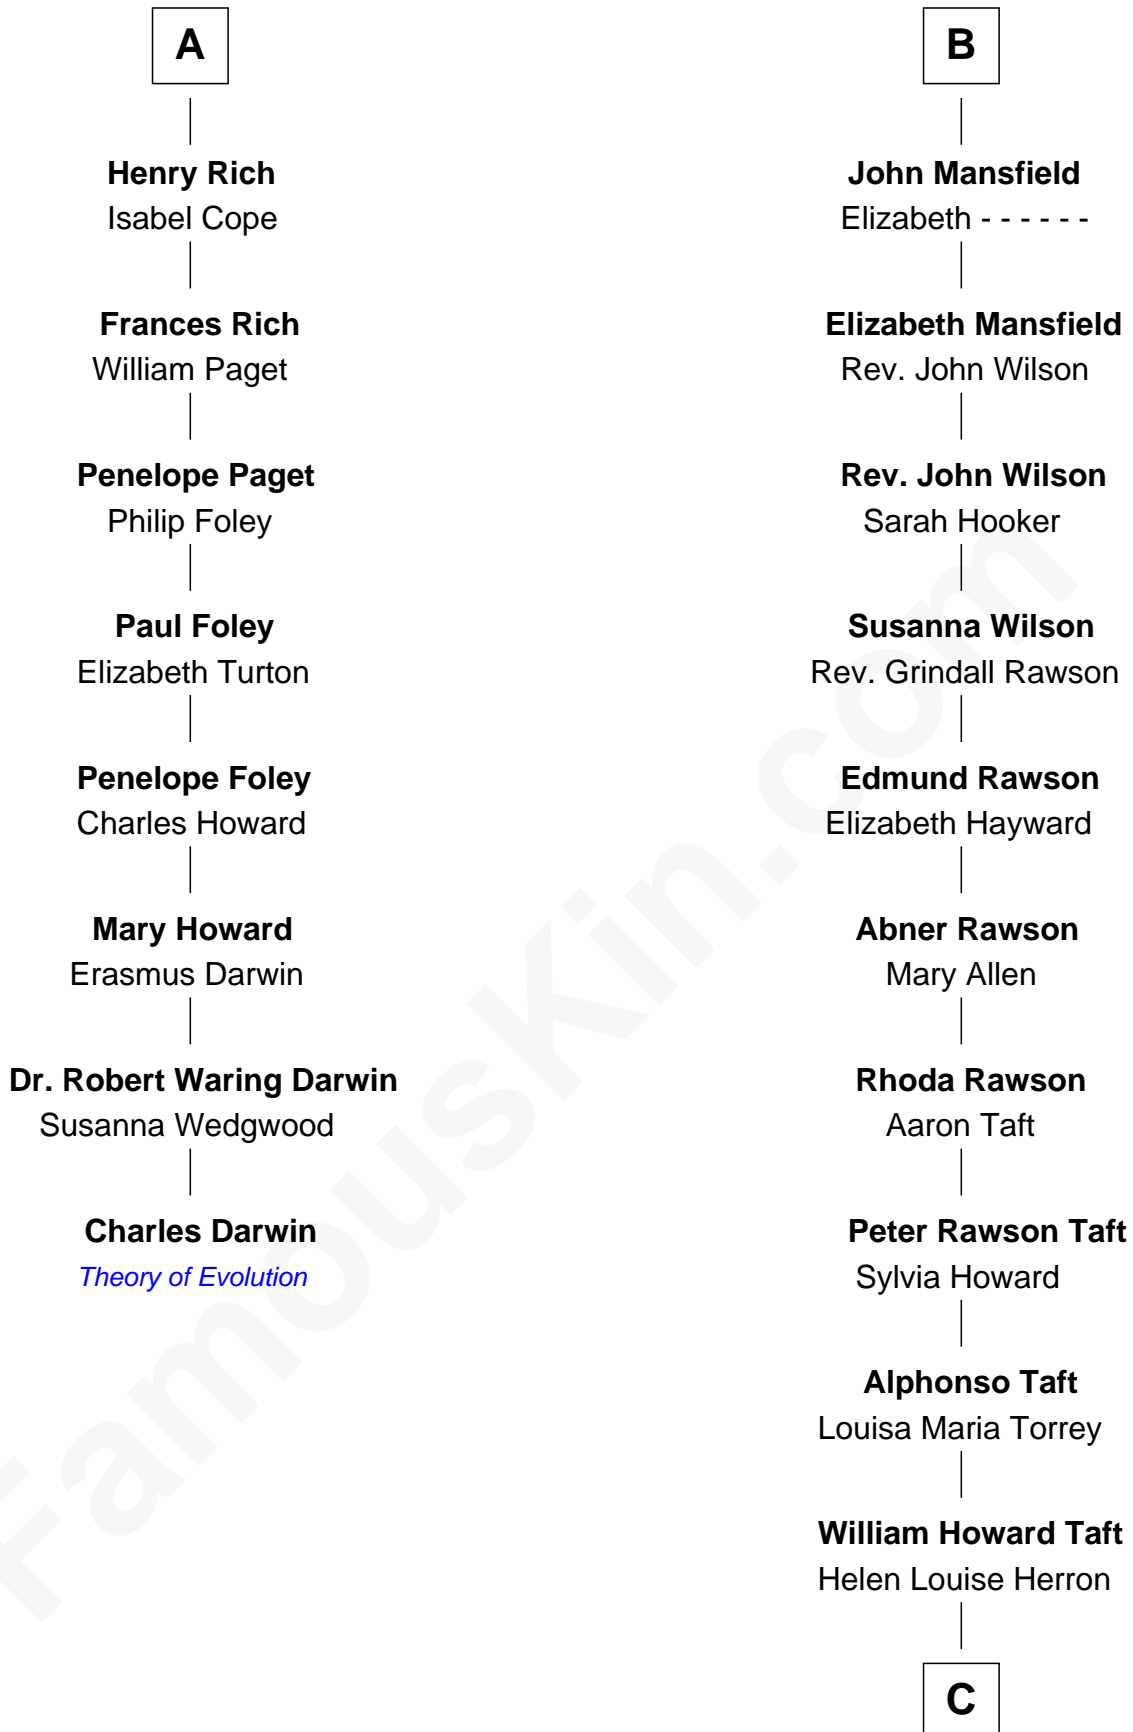 A
Henry Rich
Isabel Cope
Frances Rich
William Paget
Penelope Paget
Philip Foley
Paul Foley
Elizabeth Turton
Penelope Foley
Charles Howard
Mary Howard
Erasmus Darwin
Dr. Robert Waring Darwin
Susanna Wedgwood
Charles Darwin
Theory of Evolution
B
John Mansfield
Elizabeth - - - - - -
Elizabeth Mansfield
Rev. John Wilson
Rev. John Wilson
Sarah Hooker
Susanna Wilson
Rev. Grindall Rawson
Edmund Rawson
Elizabeth Hayward
Abner Rawson
Mary Allen
Rhoda Rawson
Aaron Taft
Peter Rawson Taft
Sylvia Howard
Alphonso Taft
Louisa Maria Torrey
William Howard Taft
Helen Louise Herron
C
FamousKin.com